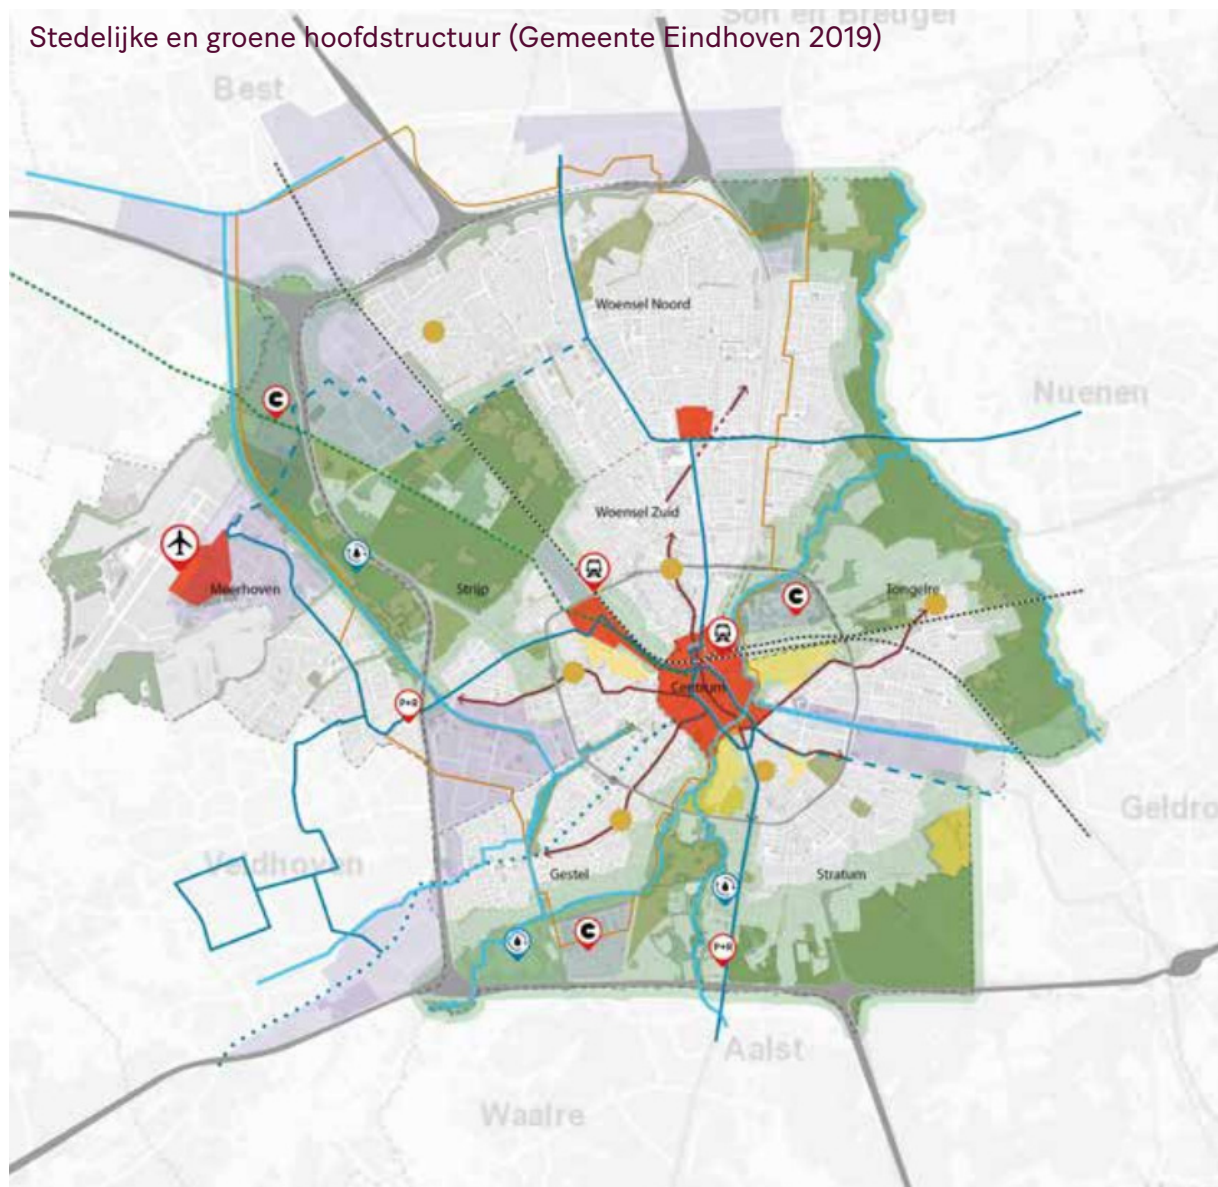 Son en Breugel
Stedelijke en groene hoofdstructuur (Gemeente Eindhoven 2019)
Best
Woensel Noord
Nuenen
Woensel Zuid
Meerhoven
Strijp
Tongelre
Centrum
P+R
Geldro
Veldhoven
Gestel
Stratum
P+R
Aalst
Waalre